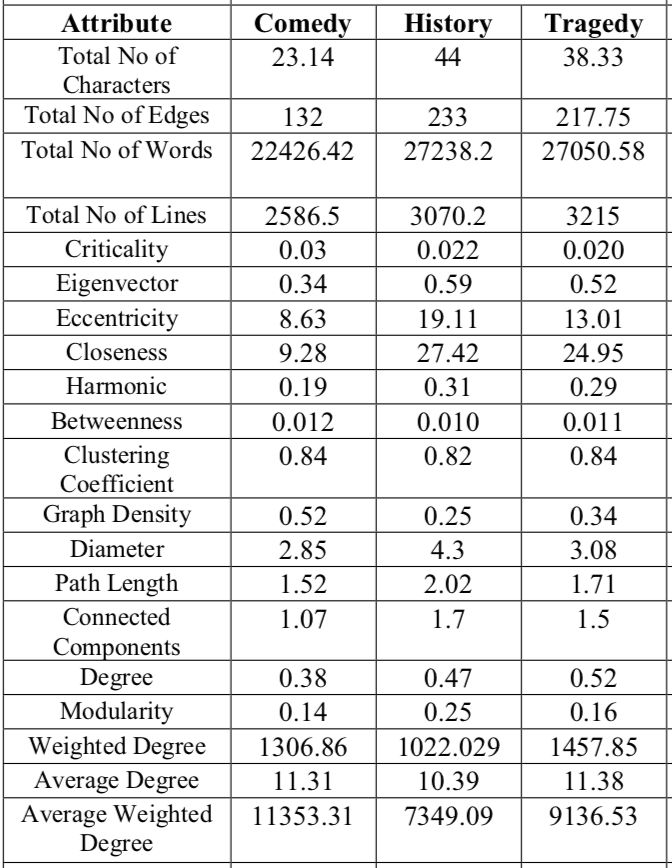 Attribute Comedy History Tragedy
Total No of
Characters 23.14 44 38.33
Total No of Edges 132 233 217.75
Total No of Words 22426.42 27238.2 27050.58
Total No of Lines 2586.5 3070.2 3215
Criticality 0.03 0.022 0.020
Eigenvector 0.34 0.59 0.52
Eccentricity 8.63 19.11 13.01
Closeness 9.28 27.42 24.95
Harmonic 0.19 0.31 0.29
Betweenness 0.012 0.010 0.011
Clustering
Coefficient 0.84 0.82 0.84
Graph Density 0.52 0.25 0.34
Diameter 2.85 4.3 3.08
Path Length 1.52 2.02 1.71
Connected
Components 1.07 1.7 1.5
Degree 0.38 0.47 0.52
Modularity 0.14 0.25 0.16
Weighted Degree 1306.86 1022.029 1457.85
Average Degree 11.31 10.39 11.38
Average Weighted
Degree 11353.31 7349.09 9136.53